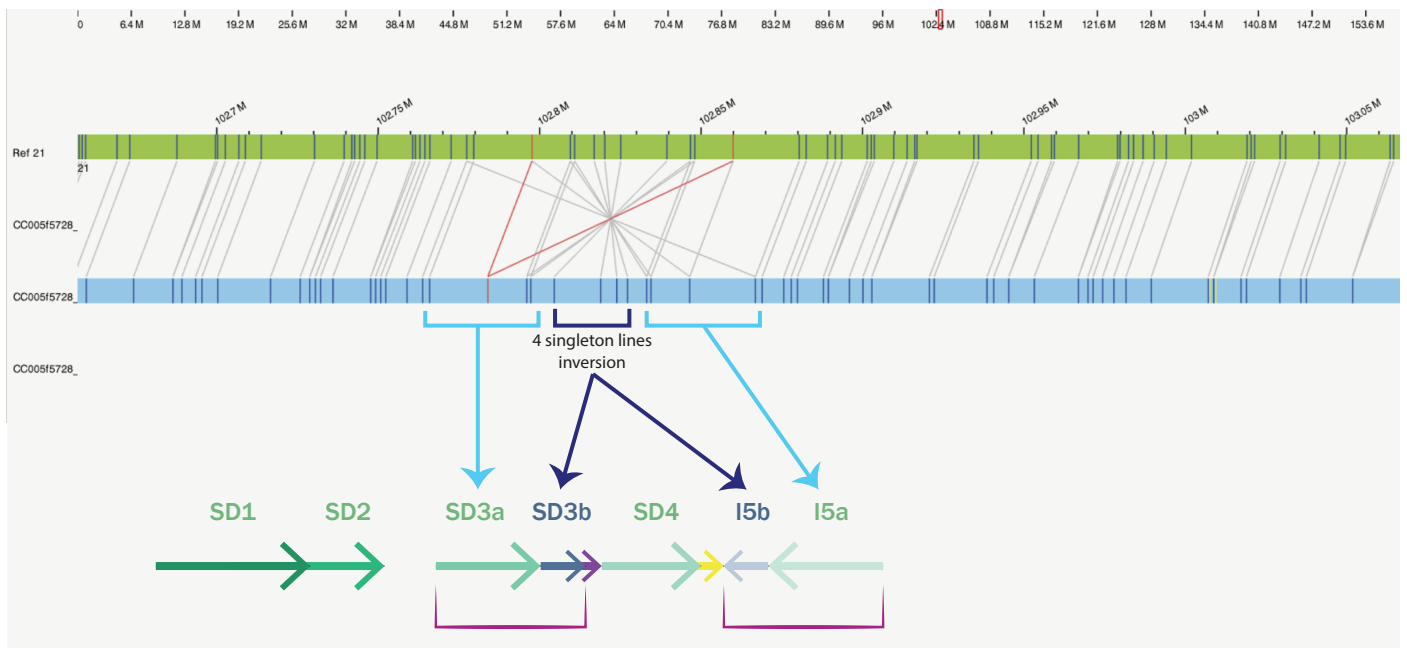 0 6.4 M 12.8 M 19.2 M 25.6 M 32 M 38.4 M 44.8 M 51.2 M 57.6 M 64 M 70.4 M 76.8 M 83.2 M 89.6 M 96 M 102.4 M 108.8 M 115.2 M 121.6 M 128 M 134.4 M 140.8 M 147.2 M 153.6 M
102.7 M 102.75 M 102.8 M 102.85 M 102.9 M 102.95 M 103 M 103.05 M
Ref 21
21
CC005f5728_
CC005f5728_
4 singleton lines
inversion
CC005f5728_
SD1 SD2 SD3a SD3b SD4 I5b I5a